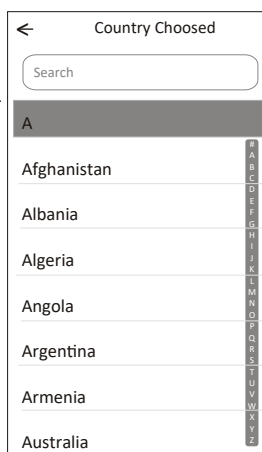 Country Choosed
Search
A
Afghanistan
Albania
Algeria
Angola
Argentina
Armenia
Australia
#
A
B
C
D
E
F
G
H
I
J
K
L
M
N
O
P
Q
R
S
T
U
V
W
X
Y
Z